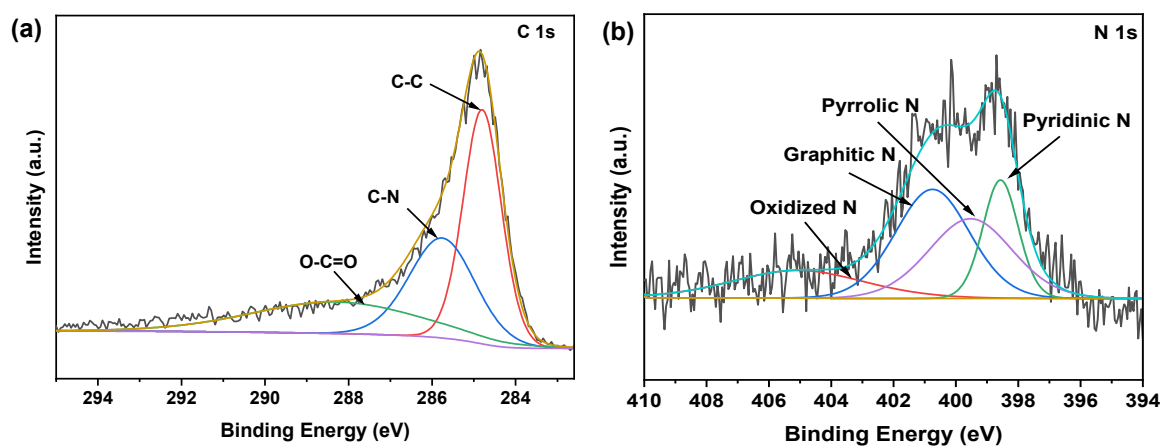 (a)
C 1s
C-C
C-N
O-C=O
Intensity (a.u.)
294 292 290 288 286 284
Binding Energy (eV)
(b)
N 1s
Pyrrolic N
Pyridinic N
Graphitic N
Oxidized N
Intensity (a.u.)
410 408 406 404 402 400 398 396 394
Binding Energy (eV)